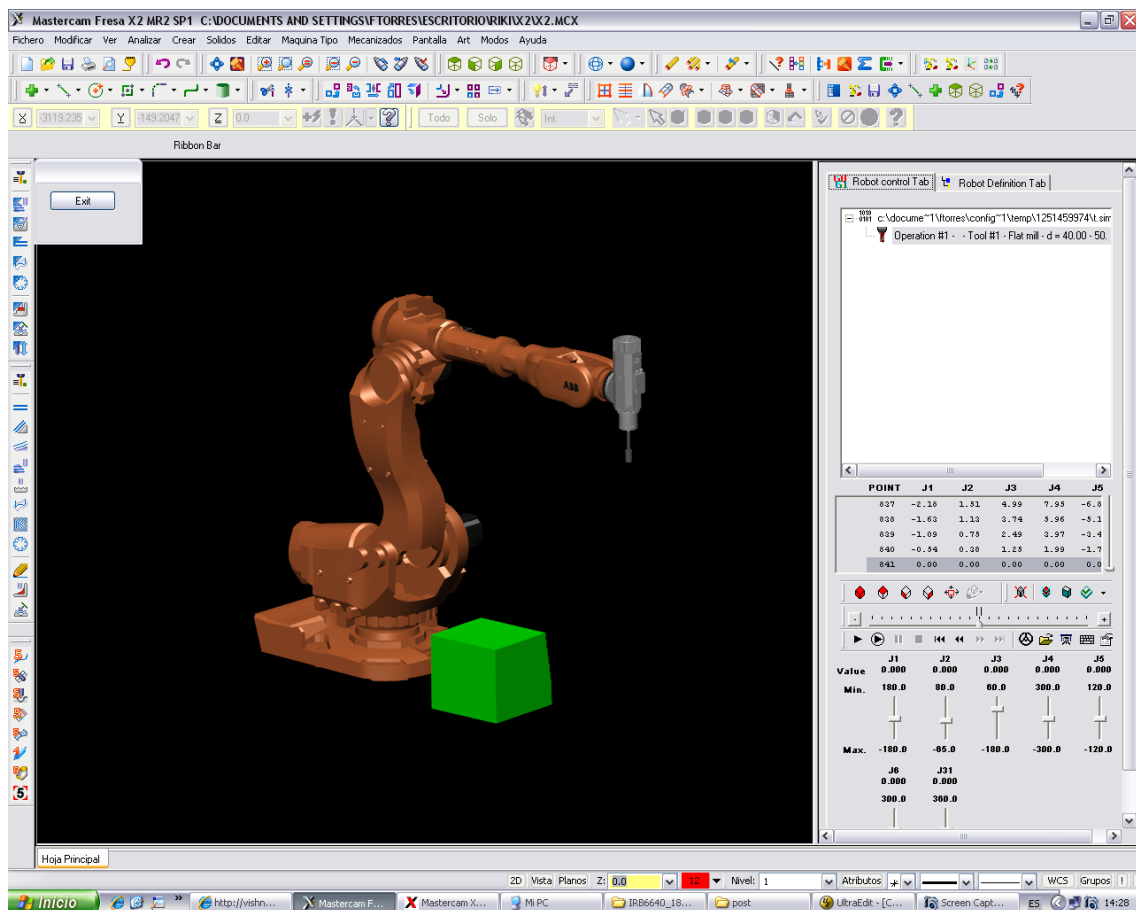 Mastercam Fresa X2 MR2 SP1 C:\DOCUMENTS AND SETTINGS\FTORRES\ESCRITORIO\RIKI\X2\X2.MCX
Fichero Modificar Ver Analizar Crear Solidos Editar Maquina Tipo Mecanizados Pantalla Art Modos Ayuda
X -3119.235 Y -149.2047 Z 0.0 Todo Solo Int.
Ribbon Bar
Exit
Robot control Tab Robot Definition Tab
c:\docume~1\ftorres\config~1\temp\1251459974\t.sim
Operation #1 - - Tool #1 - Flat mill - d = 40.00 - 50.
ABB
POINT J1 J2 J3 J4 J5
837 -2.18 1.51 4.99 7.95 -6.8
838 -1.63 1.13 3.74 5.96 -5.1
839 -1.09 0.75 2.49 3.97 -3.4
840 -0.54 0.38 1.25 1.99 -1.7
841 0.00 0.00 0.00 0.00 0.0
J1 J2 J3 J4 J5
Value 0.000 0.000 0.000 0.000 0.000
Min. 180.0 80.0 60.0 300.0 120.0
Max. -180.0 -65.0 -180.0 -300.0 -120.0
J6 J31
0.000 0.000
300.0 360.0
Hoja Principal
2D Vista Planos Z: 0.0 12 Nivel: 1 Atributos WCS Grupos
Inicio http://vishn... Mastercam F... Mastercam X... Mi PC IRB6640_18... post UltraEdit - [C... Screen Capt... ES 14:28